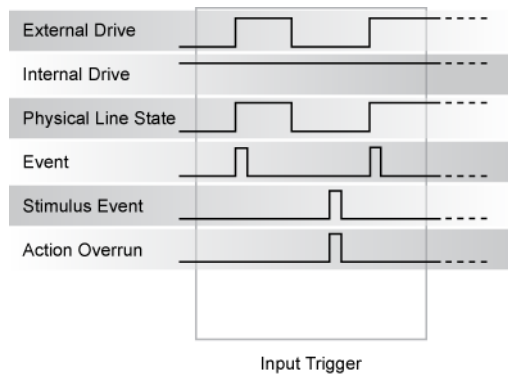 External Drive
Internal Drive
Physical Line State
Event
Stimulus Event
Action Overrun
Input Trigger